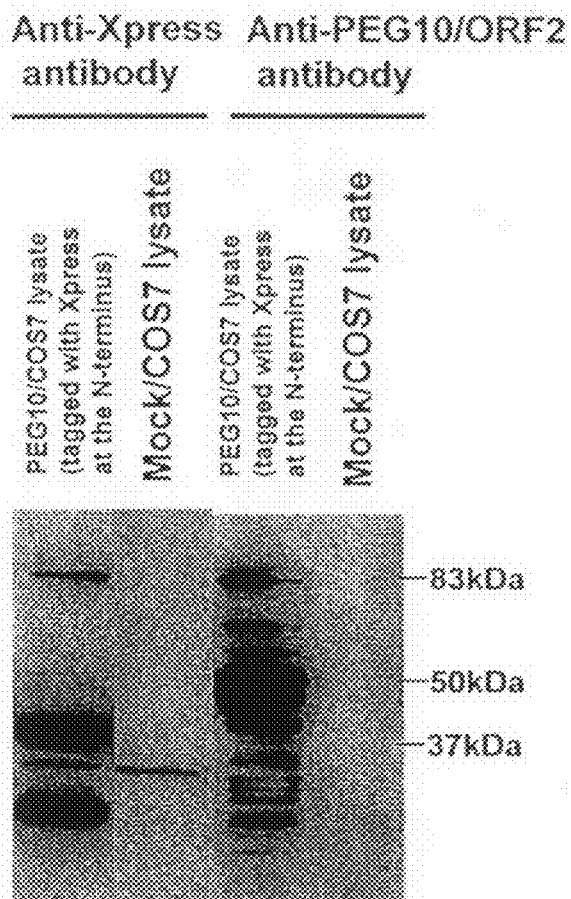 Anti-Xpress
antibody
Anti-PEG10/ORF2
antibody
PEG10/COS7 lysate
(tagged with Xpress
at the N-terminus)
Mock/COS7 lysate
PEG10/COS7 lysate
(tagged with Xpress
at the N-terminus)
Mock/COS7 lysate
83kDa
50kDa
37kDa